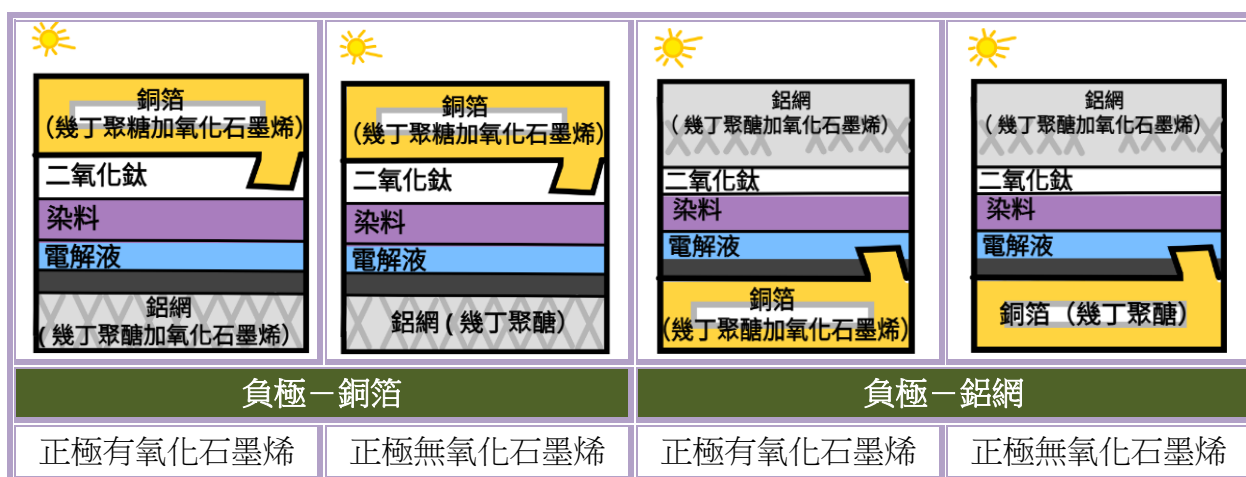 銅箔
(幾丁聚糖加氧化石墨烯)
二氧化鈦
染料
電解液
鋁網
(幾丁聚醣加氧化石墨烯)
銅箔
(幾丁聚糖加氧化石墨烯)
二氧化鈦
染料
電解液
鋁網(幾丁聚醣)
鋁網
(幾丁聚醣加氧化石墨烯)
二氧化鈦
染料
電解液
銅箔
(幾丁聚醣加氧化石墨烯)
鋁網
(幾丁聚醣加氧化石墨烯)
二氧化鈦
染料
電解液
銅箔(幾丁聚醣)
負極－銅箔
負極－鋁網
正極有氧化石墨烯
正極無氧化石墨烯
正極有氧化石墨烯
正極無氧化石墨烯